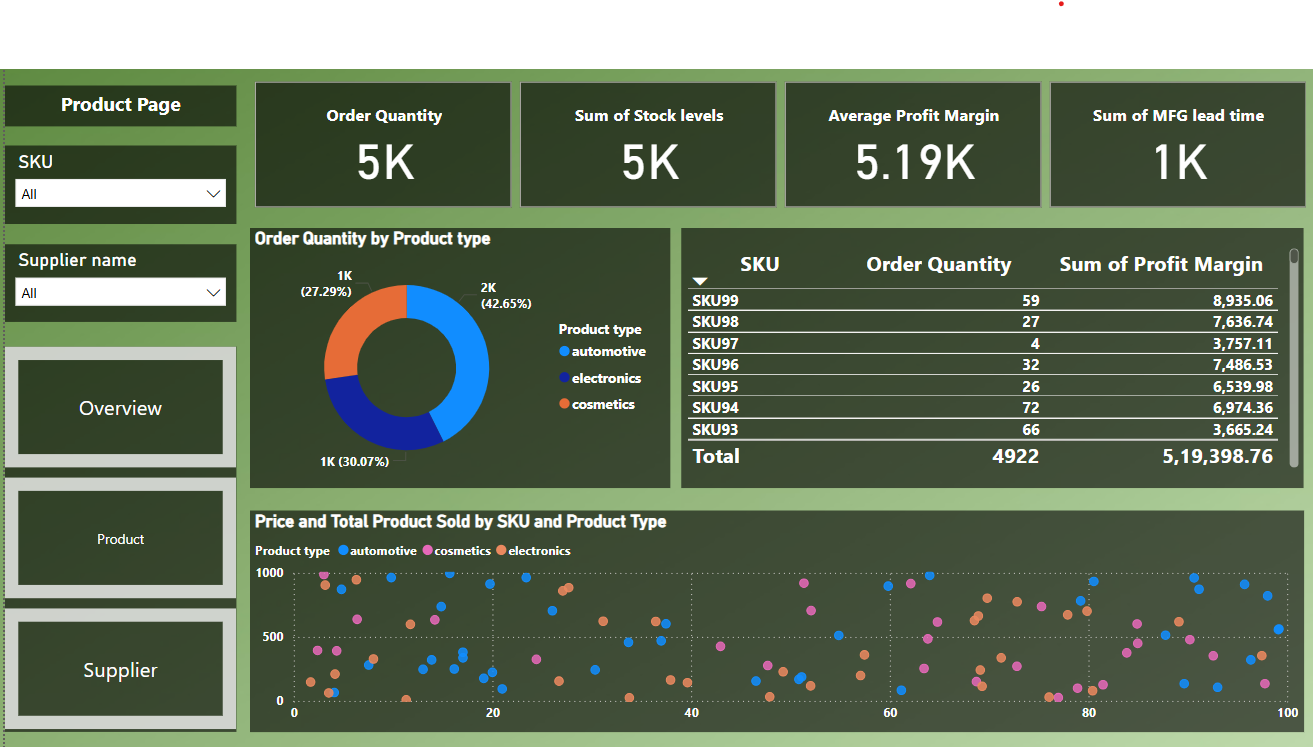 Product Page
SKU
All
Supplier name
All
Overview
Product
Supplier
Order Quantity
5K
Sum of Stock levels
5K
Average Profit Margin
5.19K
Sum of MFG lead time
1K
Order Quantity by Product type
1K
(27.29%)
2K
(42.65%)
1K (30.07%)
Product type
automotive
electronics
cosmetics
SKU Order Quantity Sum of Profit Margin
SKU99 59 8,935.06
SKU98 27 7,636.74
SKU97 4 3,757.11
SKU96 32 7,486.53
SKU95 26 6,539.98
SKU94 72 6,974.36
SKU93 66 3,665.24
Total 4922 5,19,398.76
Price and Total Product Sold by SKU and Product Type
Product type automotive cosmetics electronics
1000
500
0
0 20 40 60 80 100